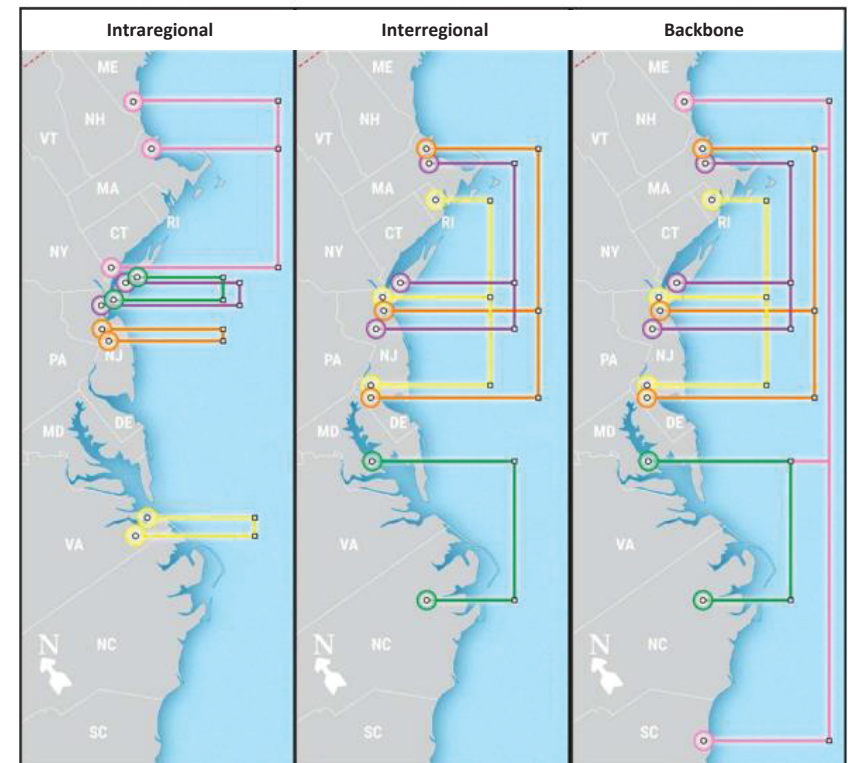 Intraregional
ME
NH
VT
MA
RI
CT
NY
PA
NJ
DE
MD
VA
N
NC
SC
Interregional
ME
NH
VT
MA
RI
CT
NY
PA
NJ
DE
MD
VA
N
NC
SC
Backbone
ME
NH
VT
MA
RI
CT
NY
PA
NJ
DE
MD
VA
N
NC
SC